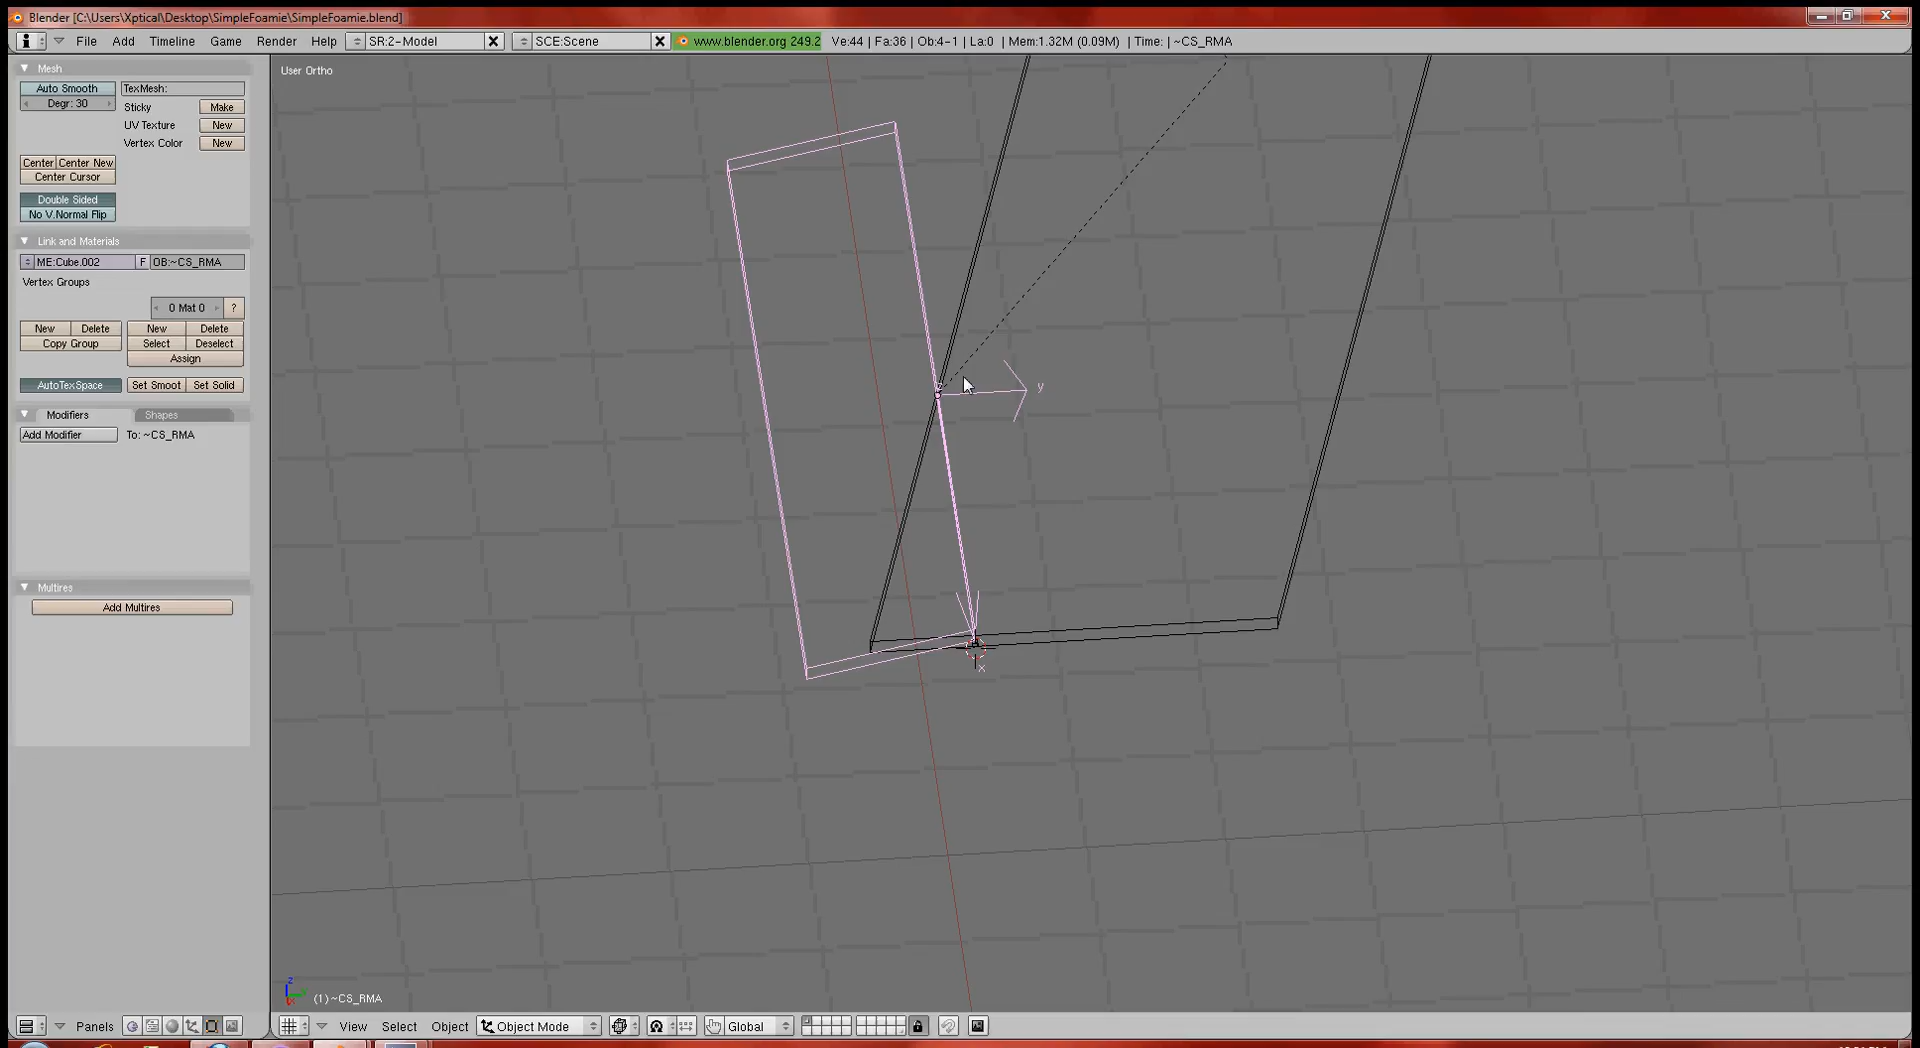 Blender [C:\Users\Xptical\Desktop\SimpleFoamie\SimpleFoamie.blend]
File Add Timeline Game Render Help SR:2-Model SCE:Scene www.blender.org 249.2 Ve:44 | Fa:36 | Ob:4-1 | La:0 | Mem:1.32M (0.09M) | Time: | ~CS_RMA
Mesh
Auto Smooth
Degr: 30
TexMesh:
Sticky Make
UV Texture New
Vertex Color New
Center Center New
Center Cursor
Double Sided
No V.Normal Flip
Link and Materials
ME:Cube.002 F OB:~CS_RMA
Vertex Groups
0 Mat 0 ?
New Delete New Delete
Copy Group Select Deselect
Assign
AutoTexSpace Set Smoot Set Solid
Modifiers Shapes
Add Modifier To: ~CS_RMA
Multires
Add Multires
Panels
User Ortho
y
x
z
(1) ~CS_RMA
View Select Object Object Mode Global